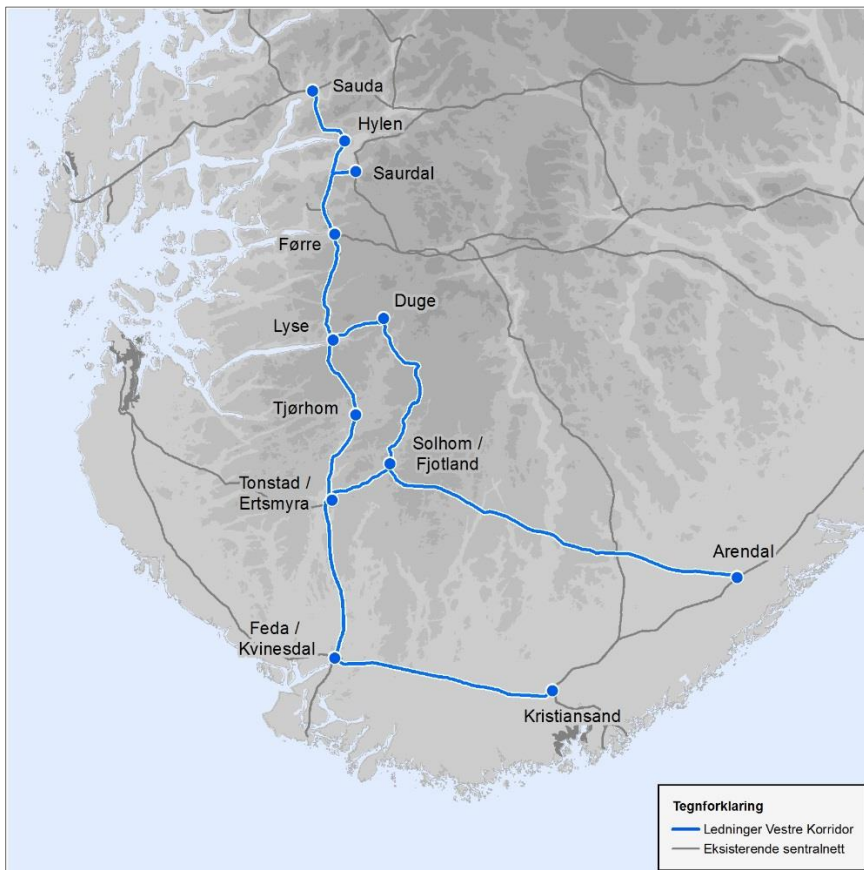 Sauda
Hylen
Saurdal
Førre
Duge
Lyse
Tjørhom
Solhom /
Fjotland
Tonstad /
Ertsmyra
Arendal
Feda /
Kvinesdal
Kristiansand
Tegnforklaring
Ledninger Vestre Korridor
Eksisterende sentralnett